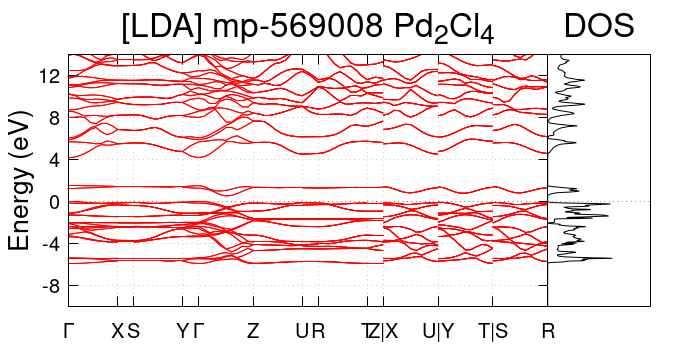 [LDA] mp-569008 Pd₂Cl₄ DOS
Energy (eV)
12
8
4
0
-4
-8
Γ X S Y Γ Z U R T Z|X U|Y T|S R